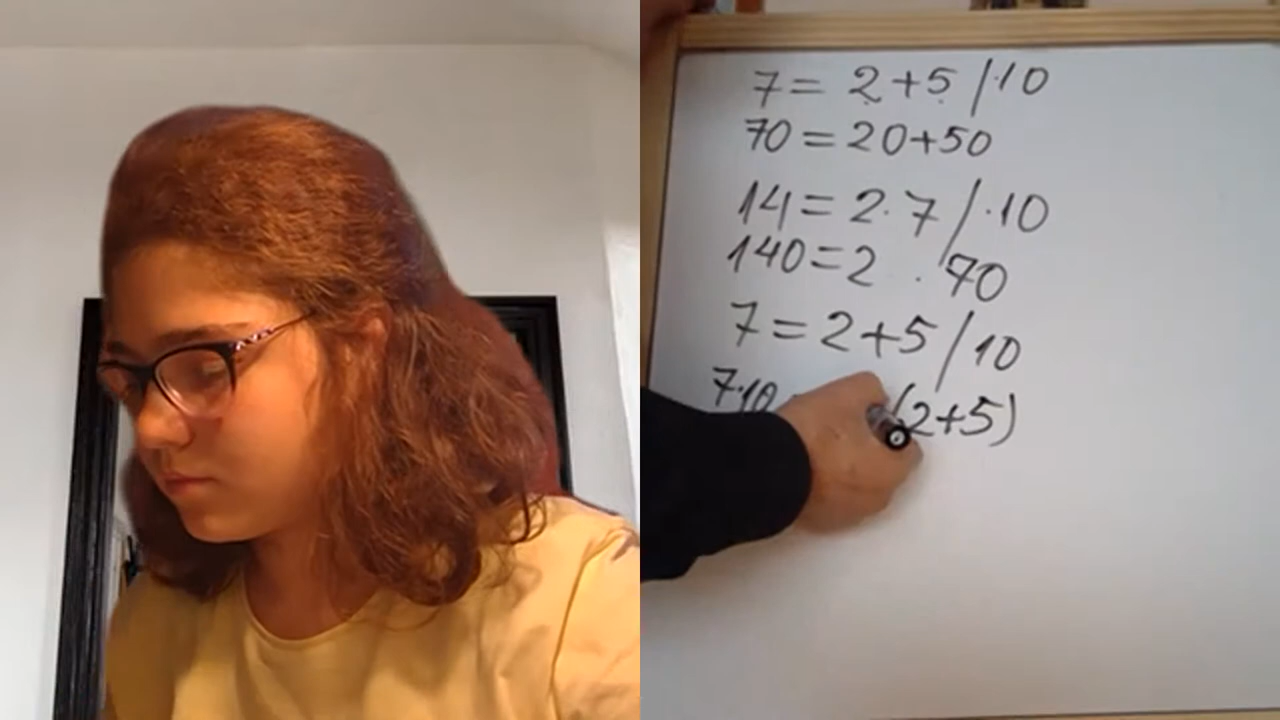 7 = 2 + 5 / · 10
70 = 20 + 50
14 = 2 · 7 / · 10
140 = 2 · 70
7 = 2 + 5 / 10
7·10 (2+5)